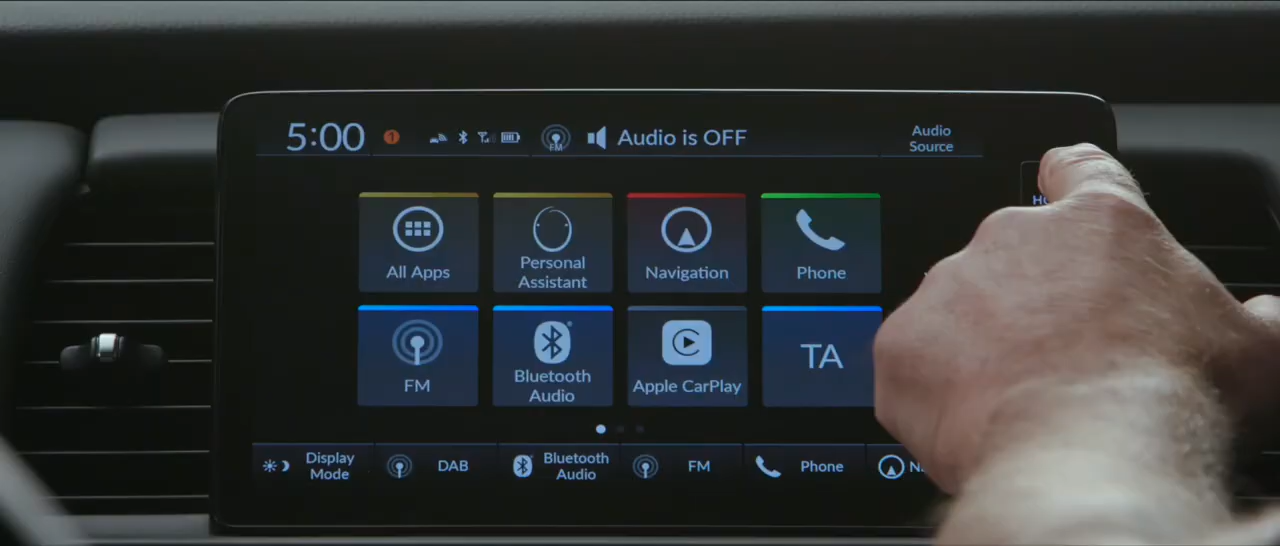 5:00
1
FM
Audio is OFF
Audio
Source
All Apps
Personal
Assistant
Navigation
Phone
FM
Bluetooth
Audio
Apple CarPlay
TA
Display
Mode
DAB
Bluetooth
Audio
FM
Phone